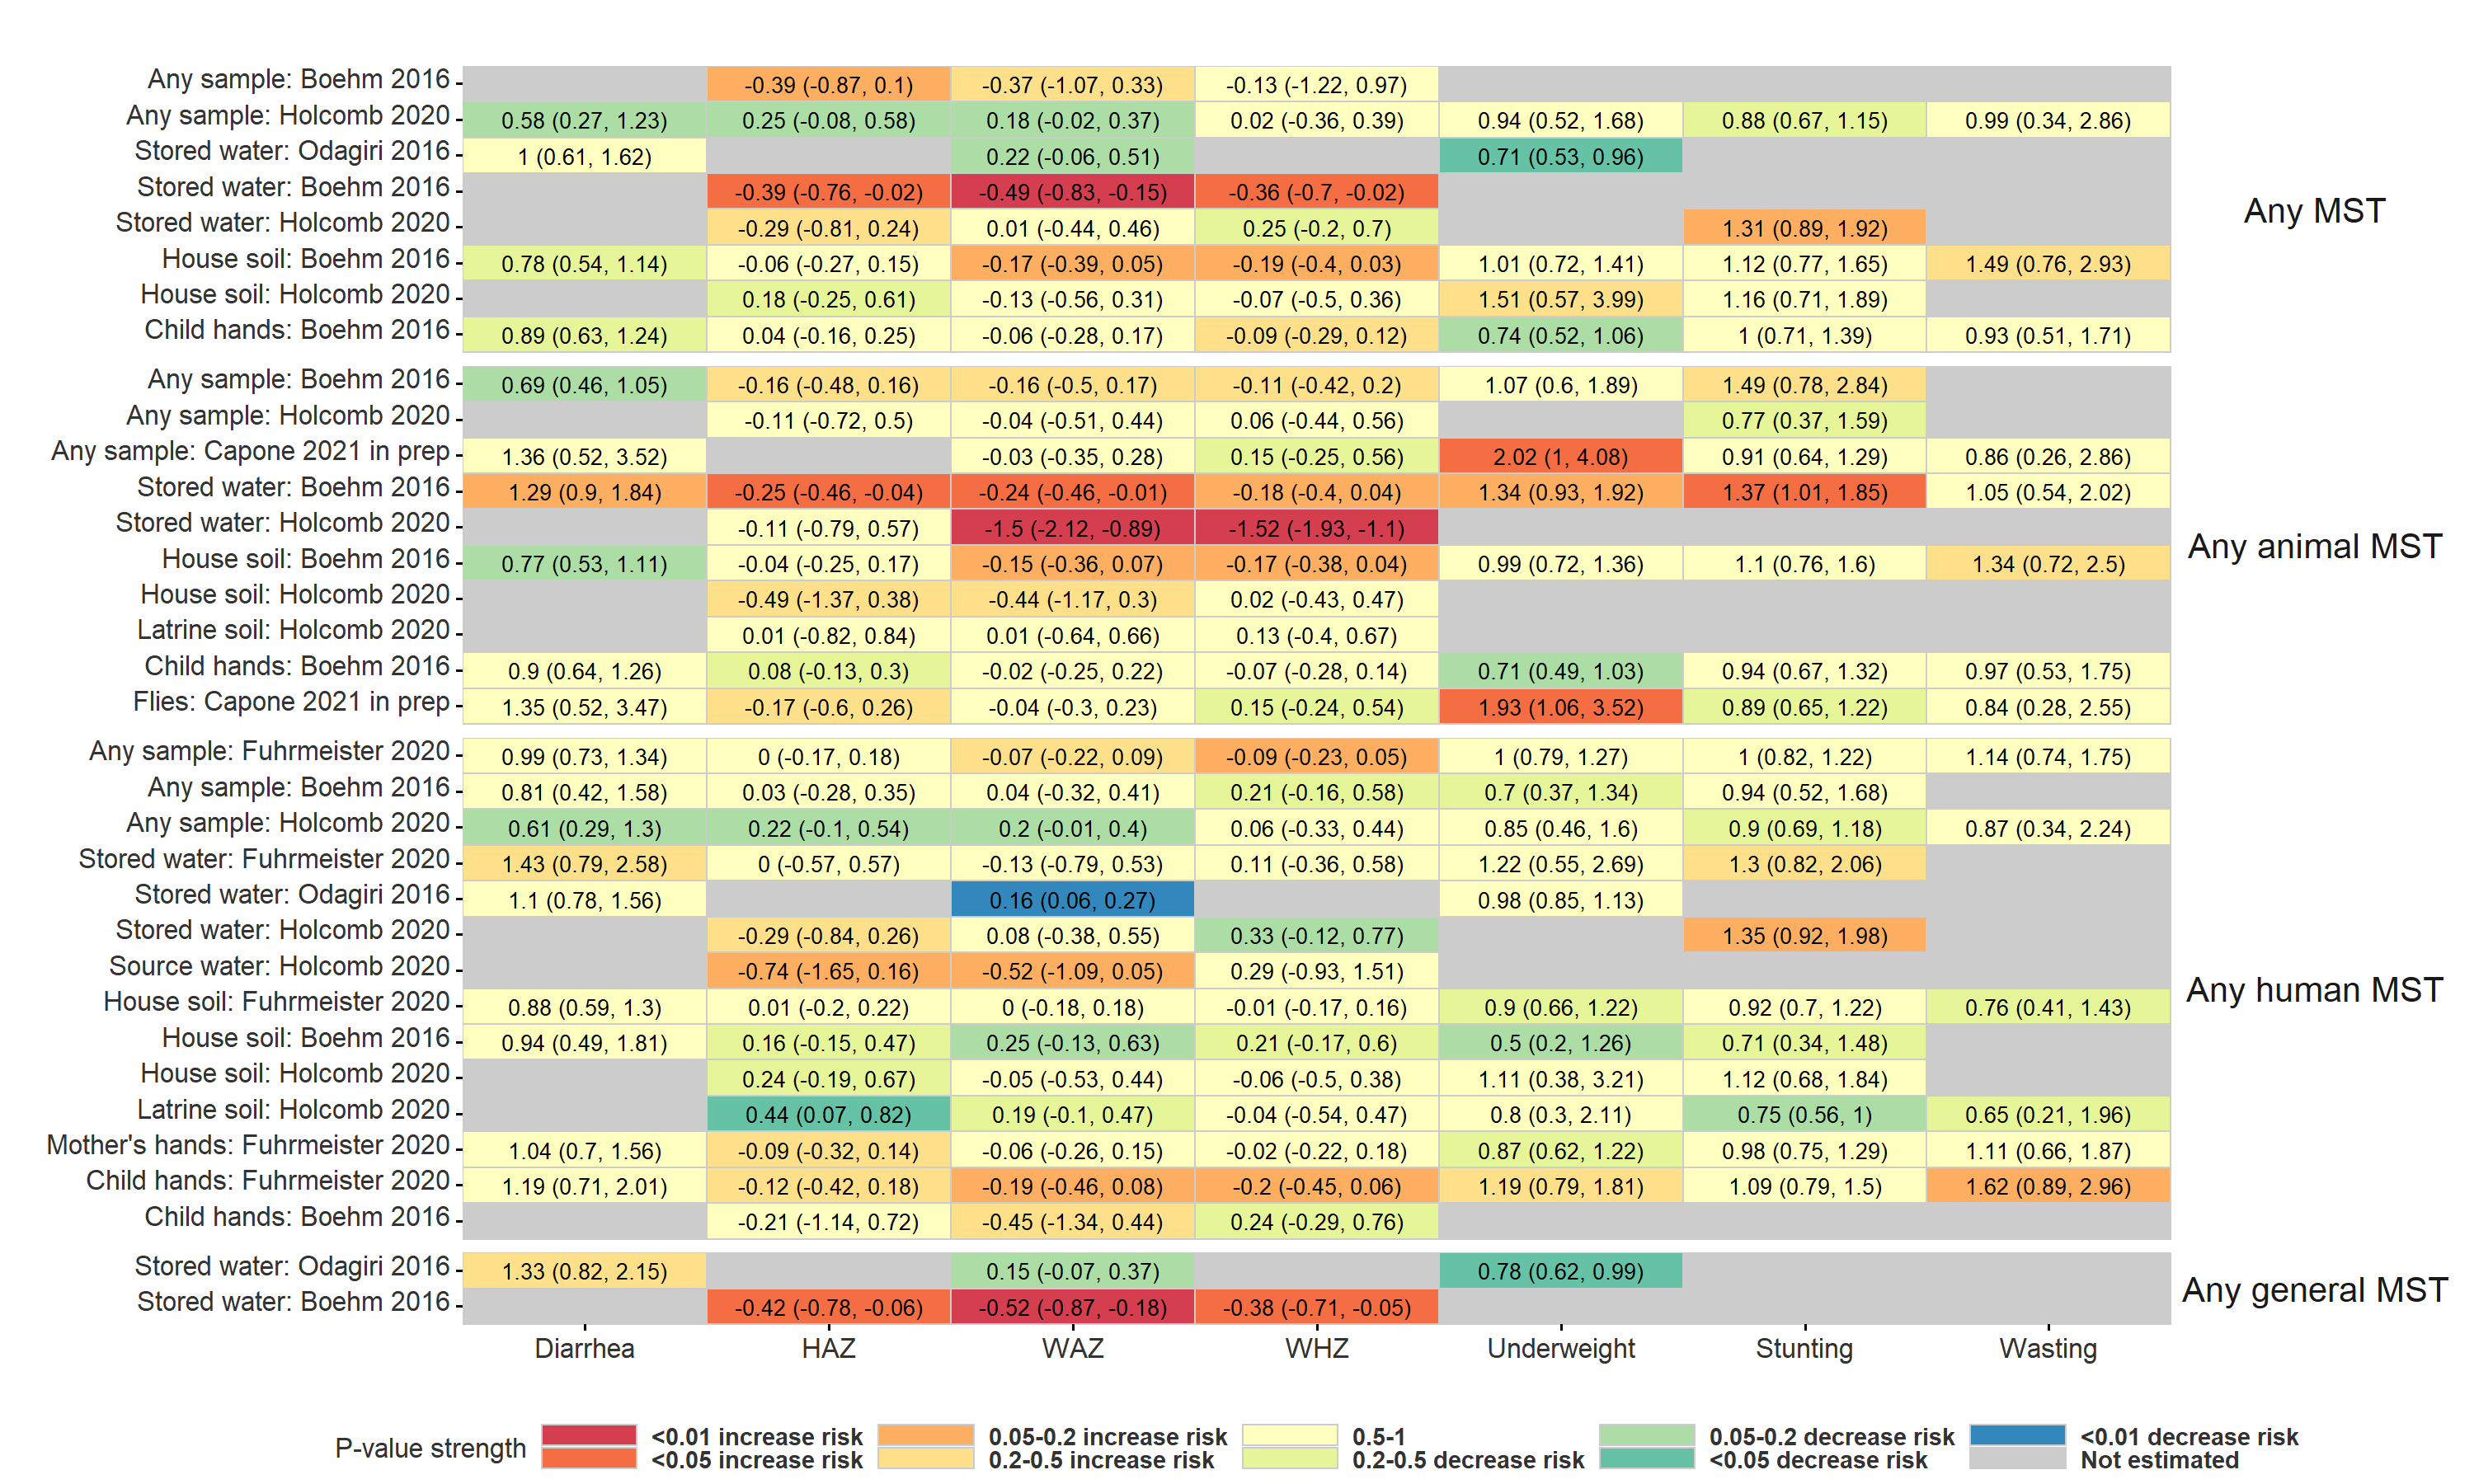 Any sample: Boehm 2016 -0.39 (-0.87, 0.1) -0.37 (-1.07, 0.33) -0.13 (-1.22, 0.97)
Any sample: Holcomb 2020 0.58 (0.27, 1.23) 0.25 (-0.08, 0.58) 0.18 (-0.02, 0.37) 0.02 (-0.36, 0.39) 0.94 (0.52, 1.68) 0.88 (0.67, 1.15) 0.99 (0.34, 2.86)
Stored water: Odagiri 2016 1 (0.61, 1.62) 0.22 (-0.06, 0.51) 0.71 (0.53, 0.96)
Stored water: Boehm 2016 -0.39 (-0.76, -0.02) -0.49 (-0.83, -0.15) -0.36 (-0.7, -0.02)
Any MST
Stored water: Holcomb 2020 -0.29 (-0.81, 0.24) 0.01 (-0.44, 0.46) 0.25 (-0.2, 0.7) 1.31 (0.89, 1.92)
House soil: Boehm 2016 0.78 (0.54, 1.14) -0.06 (-0.27, 0.15) -0.17 (-0.39, 0.05) -0.19 (-0.4, 0.03) 1.01 (0.72, 1.41) 1.12 (0.77, 1.65) 1.49 (0.76, 2.93)
House soil: Holcomb 2020 0.18 (-0.25, 0.61) -0.13 (-0.56, 0.31) -0.07 (-0.5, 0.36) 1.51 (0.57, 3.99) 1.16 (0.71, 1.89)
Child hands: Boehm 2016 0.89 (0.63, 1.24) 0.04 (-0.16, 0.25) -0.06 (-0.28, 0.17) -0.09 (-0.29, 0.12) 0.74 (0.52, 1.06) 1 (0.71, 1.39) 0.93 (0.51, 1.71)
Any sample: Boehm 2016 0.69 (0.46, 1.05) -0.16 (-0.48, 0.16) -0.16 (-0.5, 0.17) -0.11 (-0.42, 0.2) 1.07 (0.6, 1.89) 1.49 (0.78, 2.84)
Any sample: Holcomb 2020 -0.11 (-0.72, 0.5) -0.04 (-0.51, 0.44) 0.06 (-0.44, 0.56) 0.77 (0.37, 1.59)
Any sample: Capone 2021 in prep 1.36 (0.52, 3.52) -0.03 (-0.35, 0.28) 0.15 (-0.25, 0.56) 2.02 (1, 4.08) 0.91 (0.64, 1.29) 0.86 (0.26, 2.86)
Stored water: Boehm 2016 1.29 (0.9, 1.84) -0.25 (-0.46, -0.04) -0.24 (-0.46, -0.01) -0.18 (-0.4, 0.04) 1.34 (0.93, 1.92) 1.37 (1.01, 1.85) 1.05 (0.54, 2.02)
Stored water: Holcomb 2020 -0.11 (-0.79, 0.57) -1.5 (-2.12, -0.89) -1.52 (-1.93, -1.1)
Any animal MST
House soil: Boehm 2016 0.77 (0.53, 1.11) -0.04 (-0.25, 0.17) -0.15 (-0.36, 0.07) -0.17 (-0.38, 0.04) 0.99 (0.72, 1.36) 1.1 (0.76, 1.6) 1.34 (0.72, 2.5)
House soil: Holcomb 2020 -0.49 (-1.37, 0.38) -0.44 (-1.17, 0.3) 0.02 (-0.43, 0.47)
Latrine soil: Holcomb 2020 0.01 (-0.82, 0.84) 0.01 (-0.64, 0.66) 0.13 (-0.4, 0.67)
Child hands: Boehm 2016 0.9 (0.64, 1.26) 0.08 (-0.13, 0.3) -0.02 (-0.25, 0.22) -0.07 (-0.28, 0.14) 0.71 (0.49, 1.03) 0.94 (0.67, 1.32) 0.97 (0.53, 1.75)
Flies: Capone 2021 in prep 1.35 (0.52, 3.47) -0.17 (-0.6, 0.26) -0.04 (-0.3, 0.23) 0.15 (-0.24, 0.54) 1.93 (1.06, 3.52) 0.89 (0.65, 1.22) 0.84 (0.28, 2.55)
Any sample: Fuhrmeister 2020 0.99 (0.73, 1.34) 0 (-0.17, 0.18) -0.07 (-0.22, 0.09) -0.09 (-0.23, 0.05) 1 (0.79, 1.27) 1 (0.82, 1.22) 1.14 (0.74, 1.75)
Any sample: Boehm 2016 0.81 (0.42, 1.58) 0.03 (-0.28, 0.35) 0.04 (-0.32, 0.41) 0.21 (-0.16, 0.58) 0.7 (0.37, 1.34) 0.94 (0.52, 1.68)
Any sample: Holcomb 2020 0.61 (0.29, 1.3) 0.22 (-0.1, 0.54) 0.2 (-0.01, 0.4) 0.06 (-0.33, 0.44) 0.85 (0.46, 1.6) 0.9 (0.69, 1.18) 0.87 (0.34, 2.24)
Stored water: Fuhrmeister 2020 1.43 (0.79, 2.58) 0 (-0.57, 0.57) -0.13 (-0.79, 0.53) 0.11 (-0.36, 0.58) 1.22 (0.55, 2.69) 1.3 (0.82, 2.06)
Stored water: Odagiri 2016 1.1 (0.78, 1.56) 0.16 (0.06, 0.27) 0.98 (0.85, 1.13)
Stored water: Holcomb 2020 -0.29 (-0.84, 0.26) 0.08 (-0.38, 0.55) 0.33 (-0.12, 0.77) 1.35 (0.92, 1.98)
Source water: Holcomb 2020 -0.74 (-1.65, 0.16) -0.52 (-1.09, 0.05) 0.29 (-0.93, 1.51)
Any human MST
House soil: Fuhrmeister 2020 0.88 (0.59, 1.3) 0.01 (-0.2, 0.22) 0 (-0.18, 0.18) -0.01 (-0.17, 0.16) 0.9 (0.66, 1.22) 0.92 (0.7, 1.22) 0.76 (0.41, 1.43)
House soil: Boehm 2016 0.94 (0.49, 1.81) 0.16 (-0.15, 0.47) 0.25 (-0.13, 0.63) 0.21 (-0.17, 0.6) 0.5 (0.2, 1.26) 0.71 (0.34, 1.48)
House soil: Holcomb 2020 0.24 (-0.19, 0.67) -0.05 (-0.53, 0.44) -0.06 (-0.5, 0.38) 1.11 (0.38, 3.21) 1.12 (0.68, 1.84)
Latrine soil: Holcomb 2020 0.44 (0.07, 0.82) 0.19 (-0.1, 0.47) -0.04 (-0.54, 0.47) 0.8 (0.3, 2.11) 0.75 (0.56, 1) 0.65 (0.21, 1.96)
Mother's hands: Fuhrmeister 2020 1.04 (0.7, 1.56) -0.09 (-0.32, 0.14) -0.06 (-0.26, 0.15) -0.02 (-0.22, 0.18) 0.87 (0.62, 1.22) 0.98 (0.75, 1.29) 1.11 (0.66, 1.87)
Child hands: Fuhrmeister 2020 1.19 (0.71, 2.01) -0.12 (-0.42, 0.18) -0.19 (-0.46, 0.08) -0.2 (-0.45, 0.06) 1.19 (0.79, 1.81) 1.09 (0.79, 1.5) 1.62 (0.89, 2.96)
Child hands: Boehm 2016 -0.21 (-1.14, 0.72) -0.45 (-1.34, 0.44) 0.24 (-0.29, 0.76)
Stored water: Odagiri 2016 1.33 (0.82, 2.15) 0.15 (-0.07, 0.37) 0.78 (0.62, 0.99)
Any general MST
Stored water: Boehm 2016 -0.42 (-0.78, -0.06) -0.52 (-0.87, -0.18) -0.38 (-0.71, -0.05)
Diarrhea HAZ WAZ WHZ Underweight Stunting Wasting
P-value strength
<0.01 increase risk 0.05-0.2 increase risk 0.5-1 0.05-0.2 decrease risk <0.01 decrease risk
<0.05 increase risk 0.2-0.5 increase risk 0.2-0.5 decrease risk <0.05 decrease risk Not estimated